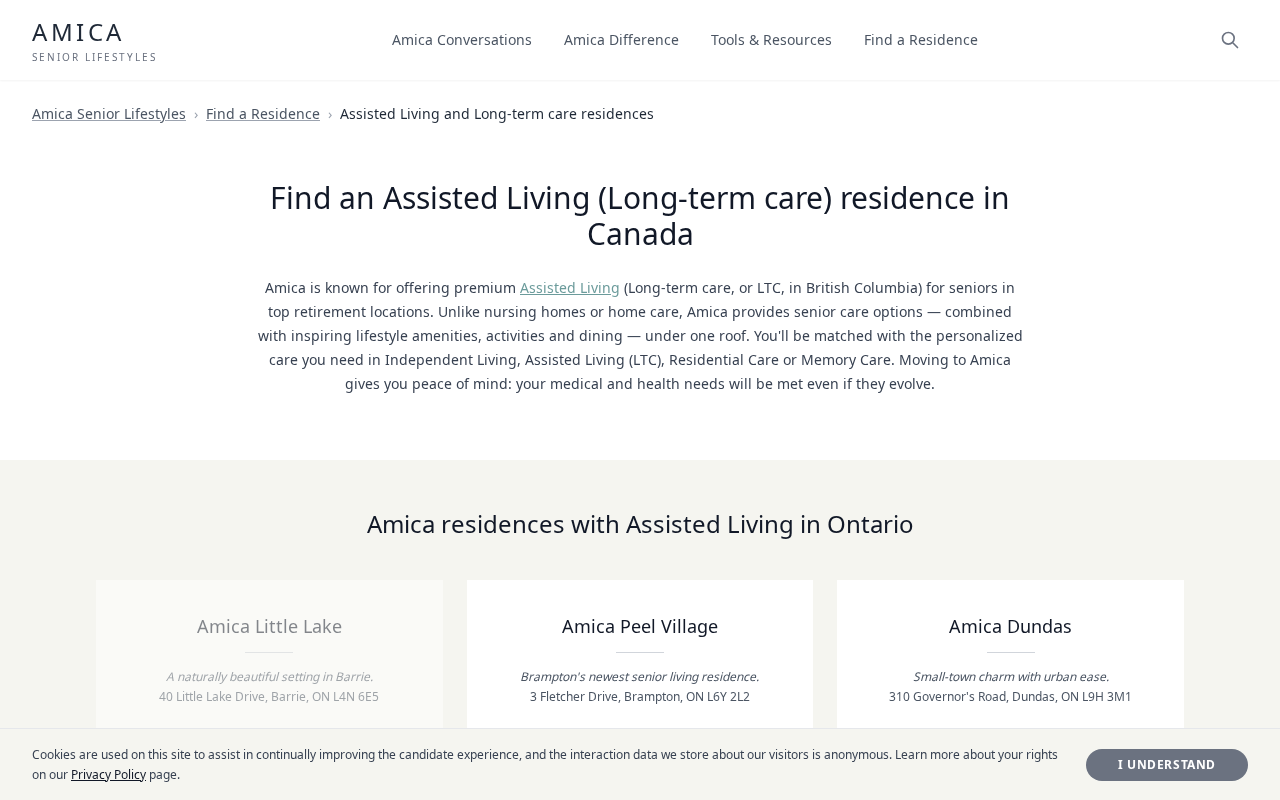 AMICA
SENIOR LIFESTYLES
Amica Conversations
Amica Difference
Tools & Resources
Find a Residence
Amica Senior Lifestyles › Find a Residence › Assisted Living and Long-term care residences
Find an Assisted Living (Long-term care) residence in
Canada
Amica is known for offering premium Assisted Living (Long-term care, or LTC, in British Columbia) for seniors in
top retirement locations. Unlike nursing homes or home care, Amica provides senior care options — combined
with inspiring lifestyle amenities, activities and dining — under one roof. You'll be matched with the personalized
care you need in Independent Living, Assisted Living (LTC), Residential Care or Memory Care. Moving to Amica
gives you peace of mind: your medical and health needs will be met even if they evolve.
Amica residences with Assisted Living in Ontario
Amica Little Lake
A naturally beautiful setting in Barrie.
40 Little Lake Drive, Barrie, ON L4N 6E5
Amica Peel Village
Brampton's newest senior living residence.
3 Fletcher Drive, Brampton, ON L6Y 2L2
Amica Dundas
Small-town charm with urban ease.
310 Governor's Road, Dundas, ON L9H 3M1
Cookies are used on this site to assist in continually improving the candidate experience, and the interaction data we store about our visitors is anonymous. Learn more about your rights
on our Privacy Policy page.
I UNDERSTAND